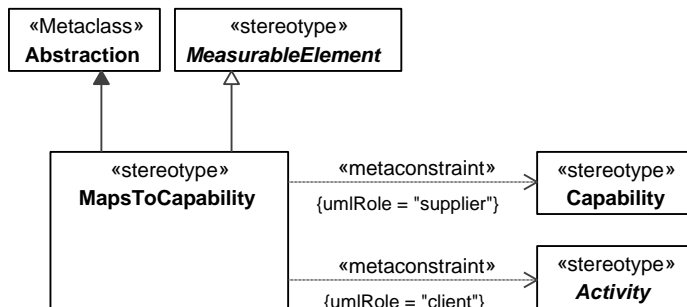 «Metaclass»
Abstraction
«stereotype»
MeasurableElement
«stereotype»
MapsToCapability
«metaconstraint»
{umlRole = "supplier"}
«stereotype»
Capability
«metaconstraint»
{umlRole = "client"}
«stereotype»
Activity